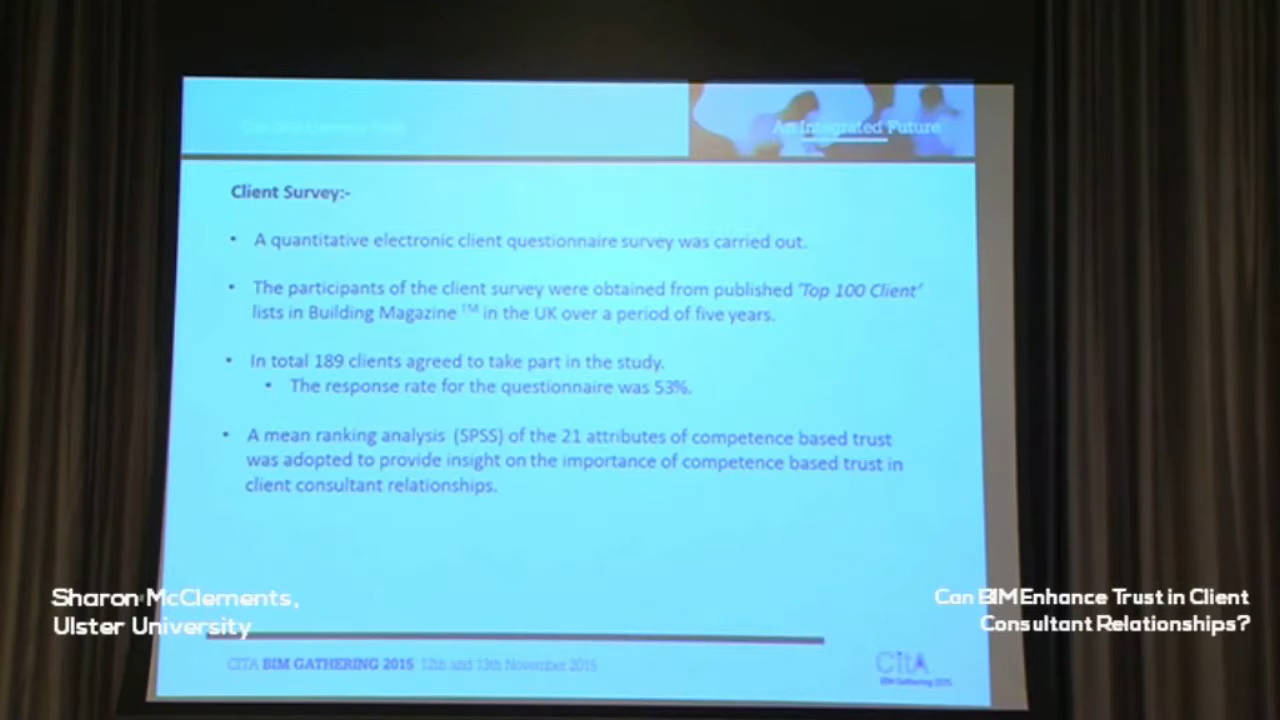 An Integrated Future
Client Survey:-
• A quantitative electronic client questionnaire survey was carried out.
• The participants of the client survey were obtained from published 'Top 100 Client'
lists in Building Magazine TM in the UK over a period of five years.
• In total 189 clients agreed to take part in the study.
• The response rate for the questionnaire was 53%.
• A mean ranking analysis (SPSS) of the 21 attributes of competence based trust
was adopted to provide insight on the importance of competence based trust in
client consultant relationships.
Sharon McClements,
Ulster University
Can BIM Enhance Trust in Client
Consultant Relationships?
CITA BIM GATHERING 2015 12th and 13th November 2015
CitA
BIM Gathering 2015